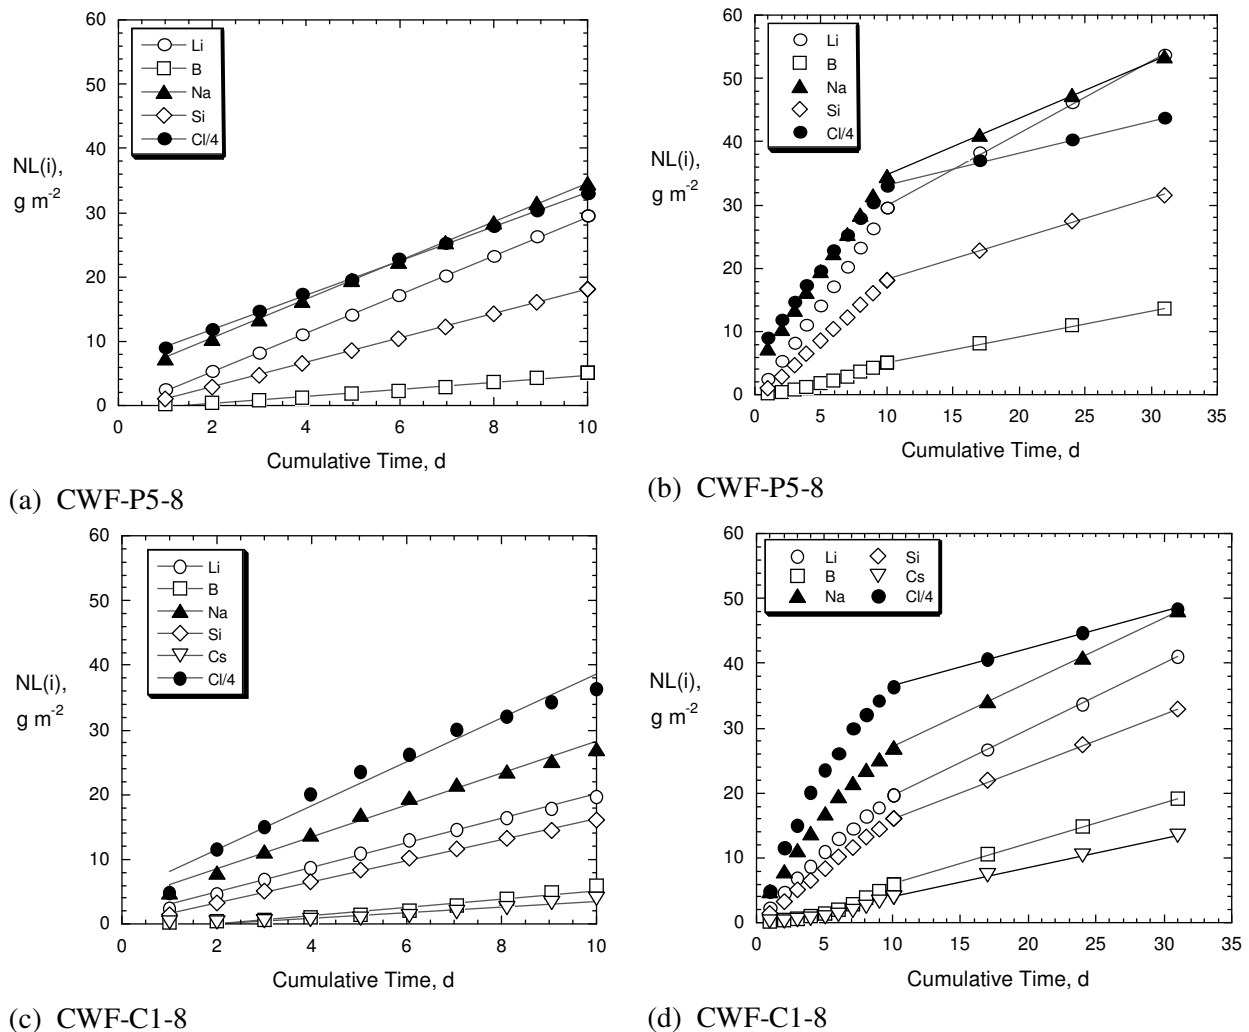 60
50
40
30
20
10
0
NL(i),
g m-2
Li
B
Na
Si
Cl/4
0 2 4 6 8 10
Cumulative Time, d
(a) CWF-P5-8
60
50
40
30
20
10
0
NL(i),
g m-2
Li
B
Na
Si
Cl/4
0 5 10 15 20 25 30 35
Cumulative Time, d
(b) CWF-P5-8
60
50
40
30
20
10
0
NL(i),
g m-2
Li
B
Na
Si
Cs
Cl/4
0 2 4 6 8 10
Cumulative Time, d
(c) CWF-C1-8
60
50
40
30
20
10
0
NL(i),
g m-2
Li Si
B Cs
Na Cl/4
0 5 10 15 20 25 30 35
Cumulative Time, d
(d) CWF-C1-8